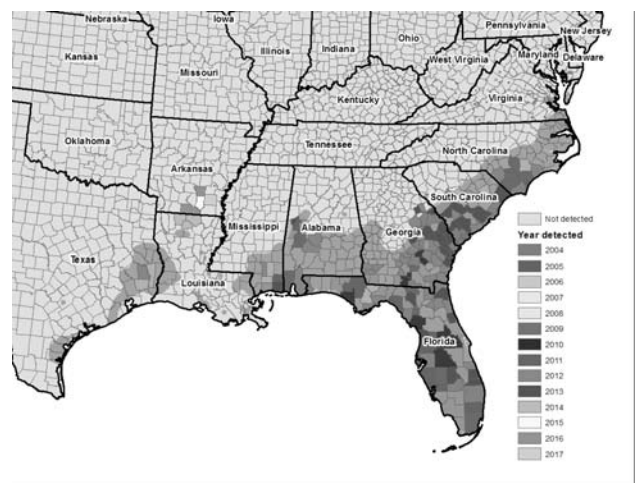 Nebraska
Iowa
Pennsylvania
New Jersey
Ohio
Illinois
Indiana
Maryland
Delaware
Kansas
West Virginia
Missouri
Virginia
Kentucky
Oklahoma
Tennessee
North Carolina
Arkansas
South Carolina
Mississippi
Alabama
Georgia
Texas
Louisiana
Florida
Not detected
Year detected
2004
2005
2006
2007
2008
2009
2010
2011
2012
2013
2014
2015
2016
2017